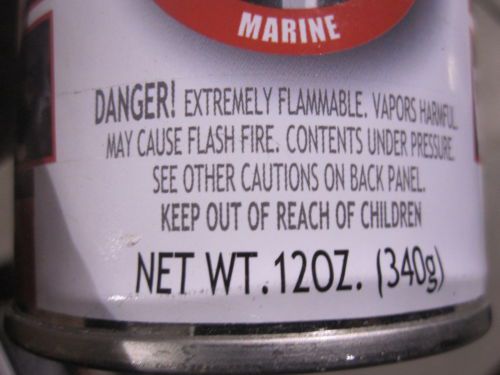 MARINE
DANGER! EXTREMELY FLAMMABLE. VAPORS HARMFUL.
MAY CAUSE FLASH FIRE. CONTENTS UNDER PRESSURE.
SEE OTHER CAUTIONS ON BACK PANEL.
KEEP OUT OF REACH OF CHILDREN
NET WT.12OZ. (340g)